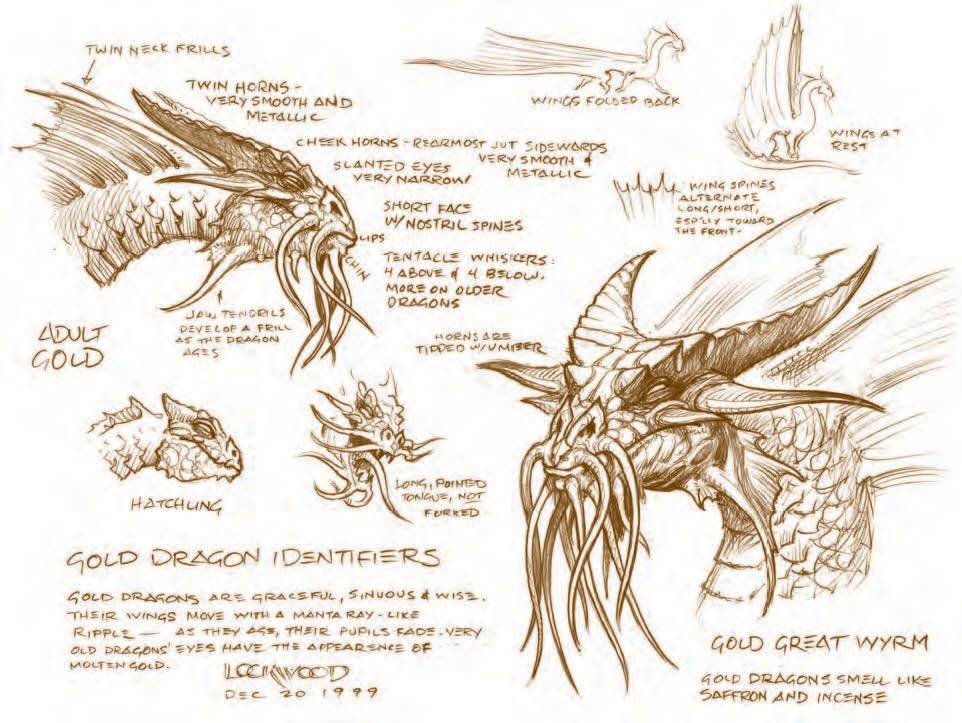 TWIN NECK FRILLS
TWIN HORNS -
VERY SMOOTH AND
METALLIC
CHEEK HORNS - REARMOST JUT SIDEWARDS
VERY SMOOTH &
METALLIC
SLANTED EYES
VERY NARROW!
SHORT FACE
W/NOSTRIL SPINES
LIPS
CHIN
TENTACLE WHISKERS:
4 ABOVE & 4 BELOW.
MORE ON OLDER
DRAGONS
JAW TENDRILS
DEVELOP A FRILL
AS THE DRAGON
AGES
ADULT
GOLD
WINGS FOLDED BACK
WINGS AT
REST
WING SPINES
ALTERNATE
LONG/SHORT,
ESP'LY TOWARD
THE FRONT-
HORNS ARE
TIPPED W/UMBER
HATCHLING
LONG, POINTED
TONGUE, NOT
FORKED
GOLD DRAGON IDENTIFIERS
GOLD DRAGONS ARE GRACEFUL, SINUOUS & WISE.
THEIR WINGS MOVE WITH A MANTA RAY-LIKE
RIPPLE — AS THEY AGE, THEIR PUPILS FADE. VERY
OLD DRAGONS' EYES HAVE THE APPEARANCE OF
MOLTEN GOLD.
LOCKWOOD
DEC 20 1999
GOLD GREAT WYRM
GOLD DRAGONS SMELL LIKE
SAFFRON AND INCENSE